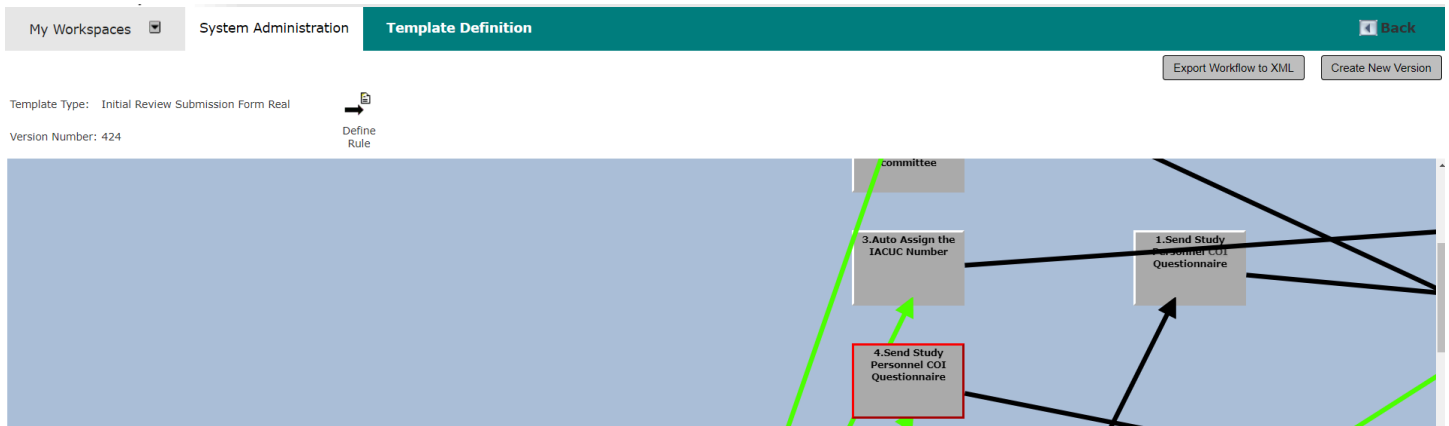 My Workspaces
System Administration
Template Definition
Back
Export Workflow to XML
Create New Version
Template Type: Initial Review Submission Form Real
Define
Rule
Version Number: 424
committee
3.Auto Assign the
IACUC Number
1.Send Study
Personnel COI
Questionnaire
4.Send Study
Personnel COI
Questionnaire